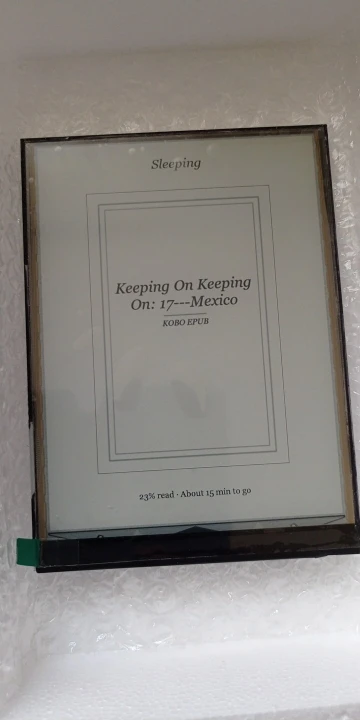 Sleeping
Keeping On Keeping
On: 17---Mexico
KOBO EPUB
23% read · About 15 min to go